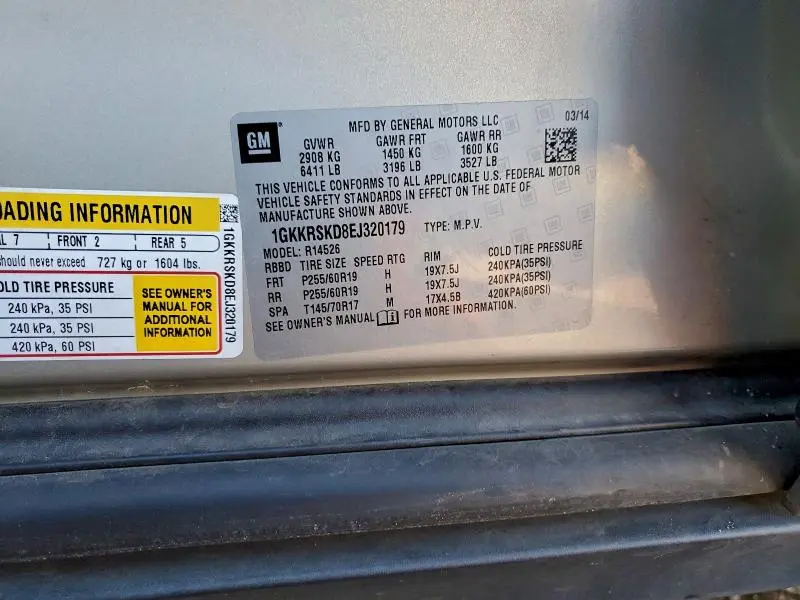 GM
MFD BY GENERAL MOTORS LLC
03/14
GVWR GAWR FRT GAWR RR
2908 KG 1450 KG 1600 KG
6411 LB 3196 LB 3527 LB
THIS VEHICLE CONFORMS TO ALL APPLICABLE U.S. FEDERAL MOTOR
VEHICLE SAFETY STANDARDS IN EFFECT ON THE DATE OF
MANUFACTURE SHOWN ABOVE.
1GKKRSKD8EJ320179 TYPE: M.P.V.
MODEL: R14526
RBBD TIRE SIZE SPEED RTG RIM COLD TIRE PRESSURE
FRT P255/60R19 H 19X7.5J 240KPA(35PSI)
RR P255/60R19 H 19X7.5J 240KPA(35PSI)
SPA T145/70R17 M 17X4.5B 420KPA(60PSI)
SEE OWNER'S MANUAL FOR MORE INFORMATION.
ADING INFORMATION
L 7 FRONT 2 REAR 5
hould never exceed 727 kg or 1604 lbs.
OLD TIRE PRESSURE
240 kPa, 35 PSI
240 kPa, 35 PSI
420 kPa, 60 PSI
SEE OWNER'S
MANUAL FOR
ADDITIONAL
INFORMATION
1GKKRSKD8EJ320179